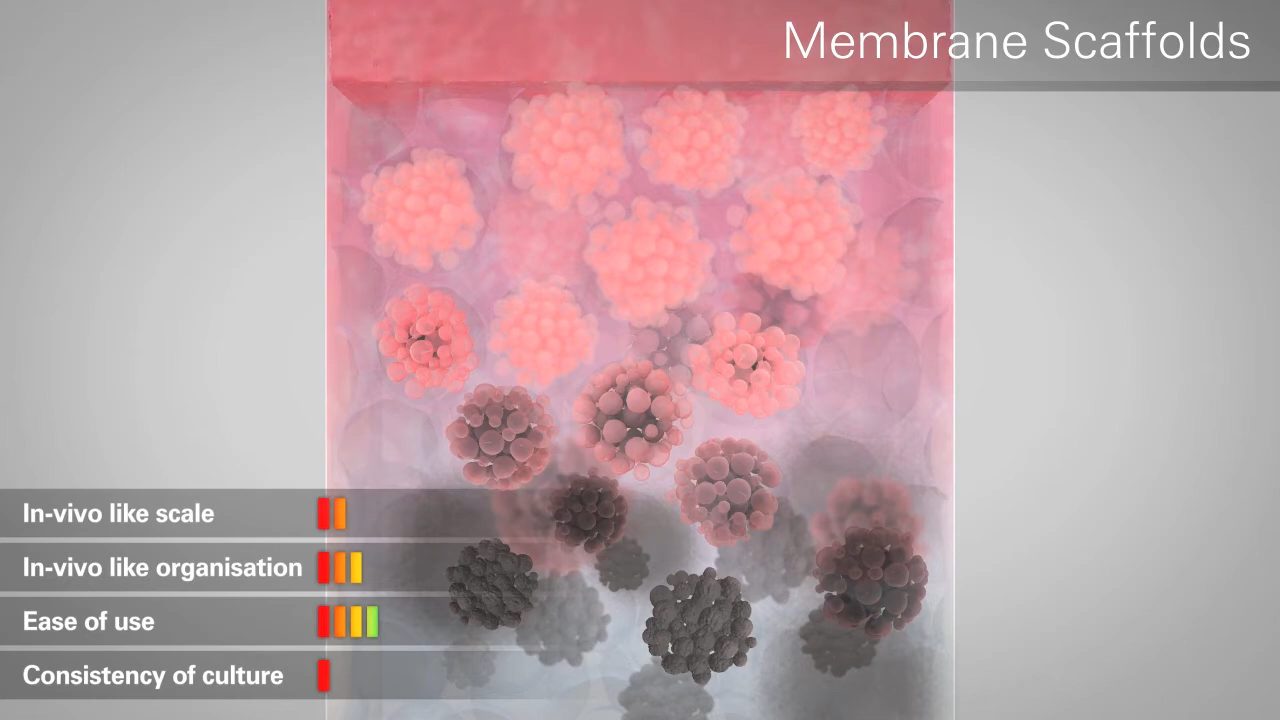 Membrane Scaffolds
In-vivo like scale
In-vivo like organisation
Ease of use
Consistency of culture